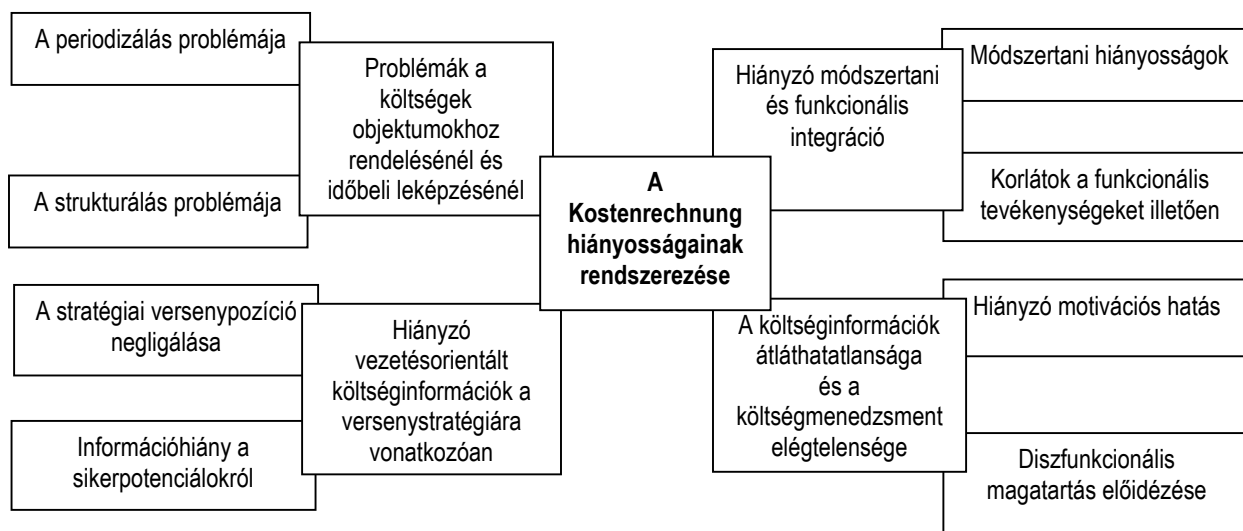 A periodizálás problémája
A strukturálás problémája
Problémák a
költségek
objektumokhoz
rendelésénél és
időbeli leképzésénél
A stratégiai versenypozíció
negligálása
Információhiány a
sikerpotenciálokról
Hiányzó
vezetésorientált
költséginformációk a
versenystratégiára
vonatkozóan
A
Kostenrechnung
hiányosságainak
rendszerezése
Hiányzó módszertani
és funkcionális
integráció
Módszertani hiányosságok
Korlátok a funkcionális
tevékenységeket illetően
A költséginformációk
átláthatatlansága
és a
költségmenedzsment
elégtelensége
Hiányzó motivációs hatás
Diszfunkcionális
magatartás előidézése